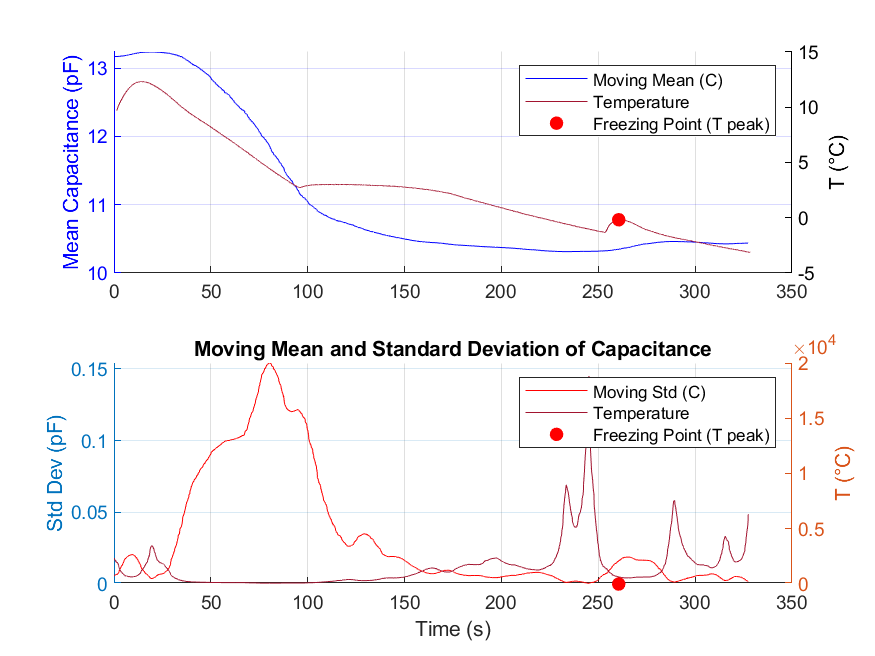 Mean Capacitance (pF)
13
12
11
10
Moving Mean (C)
Temperature
Freezing Point (T peak)
15
10
5
0
-5
T (°C)
0 50 100 150 200 250 300 350
Moving Mean and Standard Deviation of Capacitance
×10⁴
Std Dev (pF)
0.15
0.1
0.05
0
Moving Std (C)
Temperature
Freezing Point (T peak)
2
1.5
1
0.5
0
T (°C)
0 50 100 150 200 250 300 350
Time (s)